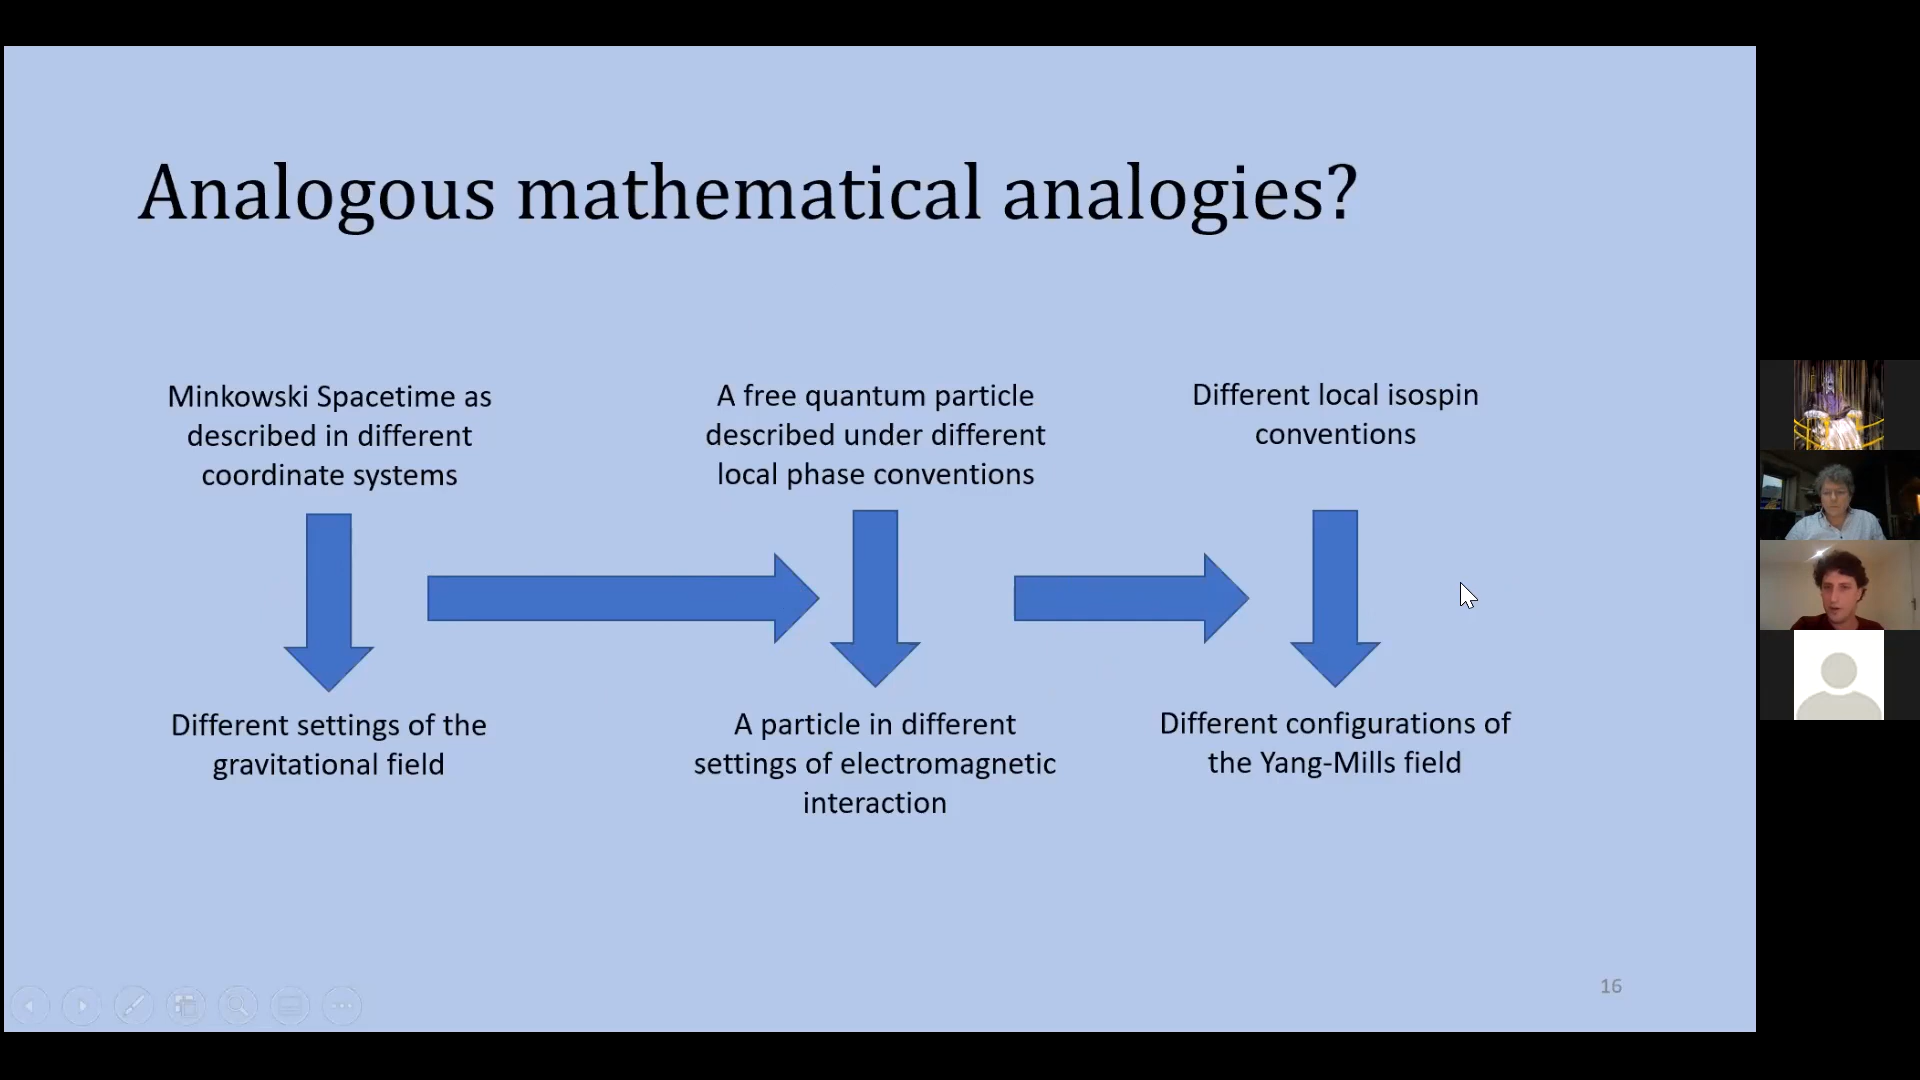 Analogous mathematical analogies?
Minkowski Spacetime as
described in different
coordinate systems
A free quantum particle
described under different
local phase conventions
Different local isospin
conventions
Different settings of the
gravitational field
A particle in different
settings of electromagnetic
interaction
Different configurations of
the Yang-Mills field
16